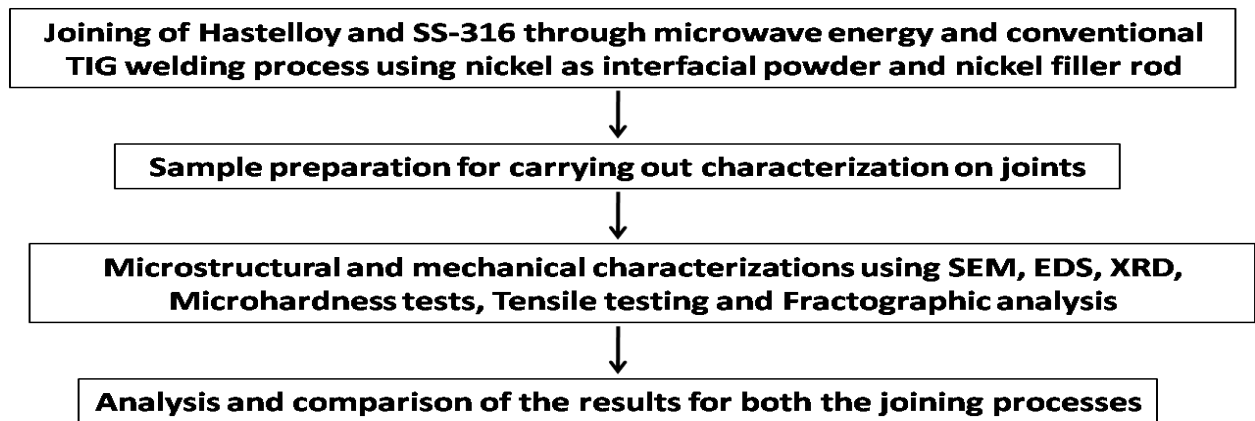 Joining of Hastelloy and SS-316 through microwave energy and conventional
TIG welding process using nickel as interfacial powder and nickel filler rod
Sample preparation for carrying out characterization on joints
Microstructural and mechanical characterizations using SEM, EDS, XRD,
Microhardness tests, Tensile testing and Fractographic analysis
Analysis and comparison of the results for both the joining processes